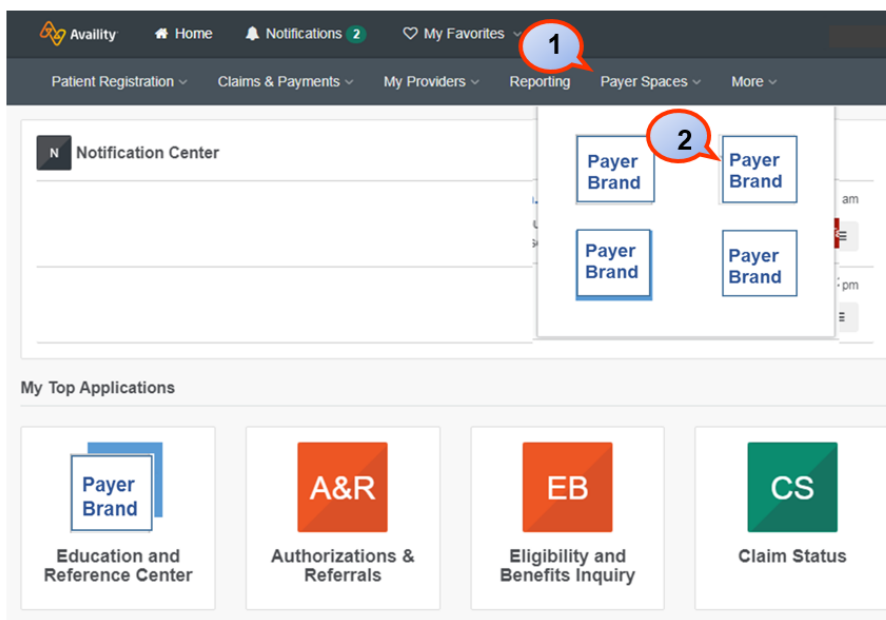 Availity Home Notifications 2 My Favorites
1
Patient Registration Claims & Payments My Providers Reporting Payer Spaces More
N Notification Center
2
Payer Brand Payer Brand
am
Payer Brand Payer Brand
pm
My Top Applications
Payer Brand A&R EB CS
Education and Reference Center Authorizations & Referrals Eligibility and Benefits Inquiry Claim Status